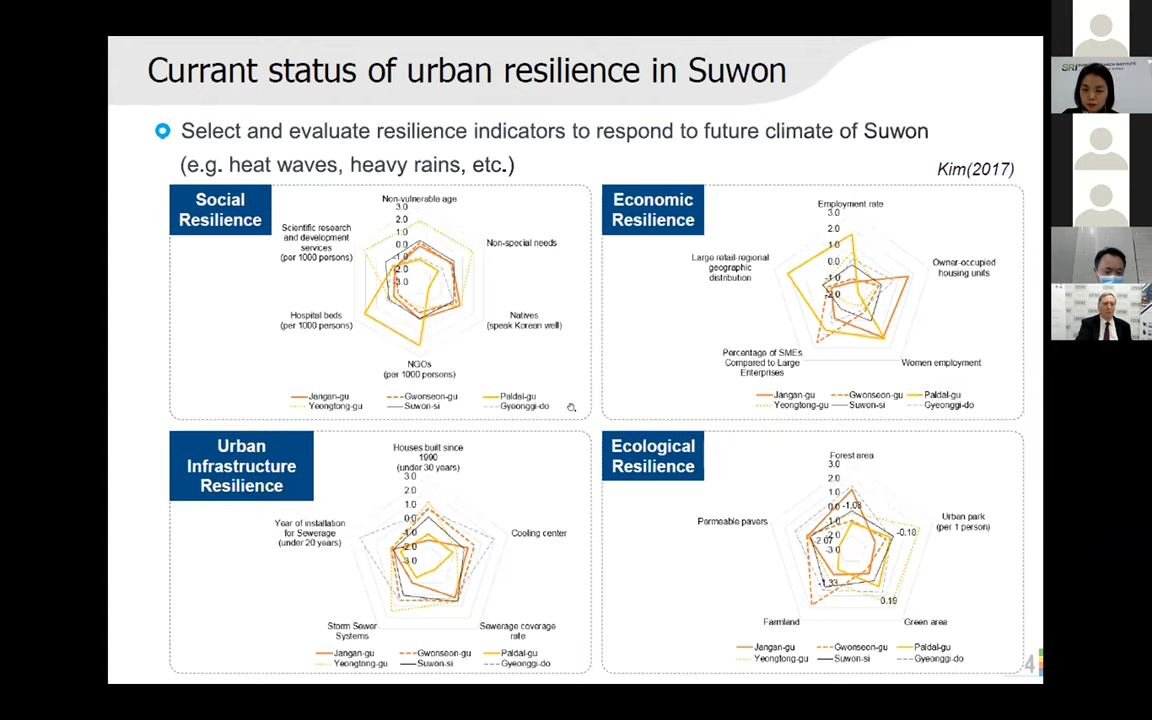 Currant status of urban resilience in Suwon
Select and evaluate resilience indicators to respond to future climate of Suwon
(e.g. heat waves, heavy rains, etc.)
Kim(2017)
Social
Resilience
Non-vulnerable age
3.0
2.0
1.0
0.0
-1.0
-2.0
-3.0
Scientific research
and development
services
(per 1000 persons)
Non-special needs
Hospital beds
(per 1000 persons)
Natives
(speak Korean well)
NGOs
(per 1000 persons)
Jangan-gu Gwonseon-gu Paldal-gu
Yeongtong-gu Suwon-si Gyeonggi-do
Economic
Resilience
Employment rate
3.0
2.0
1.0
0.0
-1.0
-2.0
Large retail-regional
geographic
distribution
Owner-occupied
housing units
Percentage of SMEs
Compared to Large
Enterprises
Women employment
Jangan-gu Gwonseon-gu Paldal-gu
Yeongtong-gu Suwon-si Gyeonggi-do
Urban
Infrastructure
Resilience
Houses built since
1990
(under 30 years)
3.0
2.0
1.0
0.0
-1.0
-2.0
-3.0
Year of installation
for Sewerage
(under 20 years)
Cooling center
Storm Sewer
Systems
Sewerage coverage
rate
Jangan-gu Gwonseon-gu Paldal-gu
Yeongtong-gu Suwon-si Gyeonggi-do
Ecological
Resilience
Forest area
3.0
2.0
1.0
0.0
-1.08
-1.0
-2.07
-3.0
Permeable pavers
Urban park
(per 1 person)
-0.18
-1.33
0.19
Farmland
Green area
Jangan-gu Gwonseon-gu Paldal-gu
Yeongtong-gu Suwon-si Gyeonggi-do
4
SRI